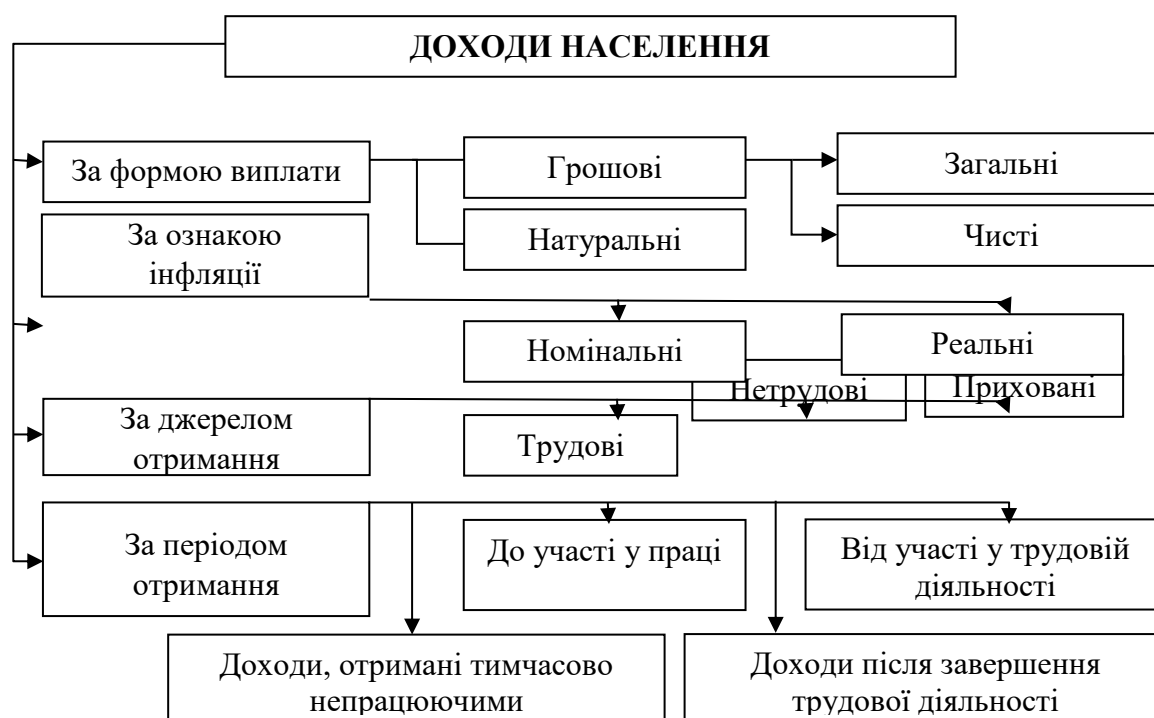 ДОХОДИ НАСЕЛЕННЯ
За формою виплати
Грошові
Загальні
Натуральні
Чисті
За ознакою
інфляції
Номінальні
Реальні
Нетрудові
Приховані
За джерелом
отримання
Трудові
За періодом
отримання
До участі у праці
Від участі у трудовій
діяльності
Доходи, отримані тимчасово
непрацюючими
Доходи після завершення
трудової діяльності